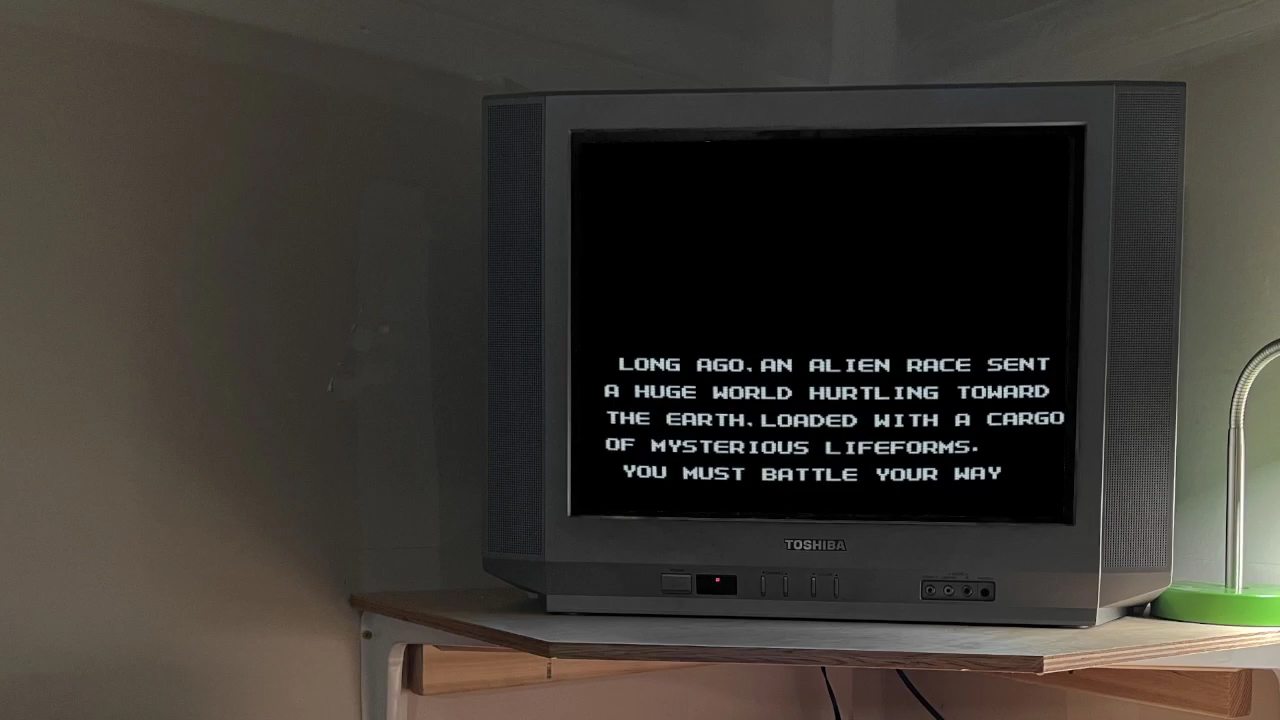 LONG AGO,AN ALIEN RACE SENT
A HUGE WORLD HURTLING TOWARD
THE EARTH,LOADED WITH A CARGO
OF MYSTERIOUS LIFEFORMS.
YOU MUST BATTLE YOUR WAY
TOSHIBA